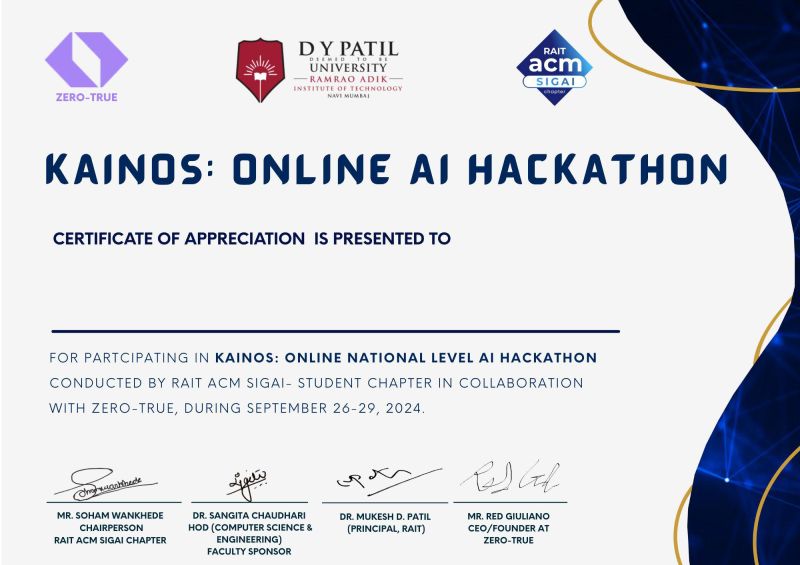 ZERO-TRUE
D Y PATIL
DEEMED TO BE
UNIVERSITY
RAMRAO ADIK
INSTITUTE OF TECHNOLOGY
NAVI MUMBAI
RAIT
acm
SIGAI
chapter
KAINOS: ONLINE AI HACKATHON
CERTIFICATE OF APPRECIATION IS PRESENTED TO
FOR PARTCIPATING IN KAINOS: ONLINE NATIONAL LEVEL AI HACKATHON
CONDUCTED BY RAIT ACM SIGAI- STUDENT CHAPTER IN COLLABORATION
WITH ZERO-TRUE, DURING SEPTEMBER 26-29, 2024.
MR. SOHAM WANKHEDE
CHAIRPERSON
RAIT ACM SIGAI CHAPTER
DR. SANGITA CHAUDHARI
HOD (COMPUTER SCIENCE &
ENGINEERING)
FACULTY SPONSOR
DR. MUKESH D. PATIL
(PRINCIPAL, RAIT)
MR. RED GIULIANO
CEO/FOUNDER AT
ZERO-TRUE